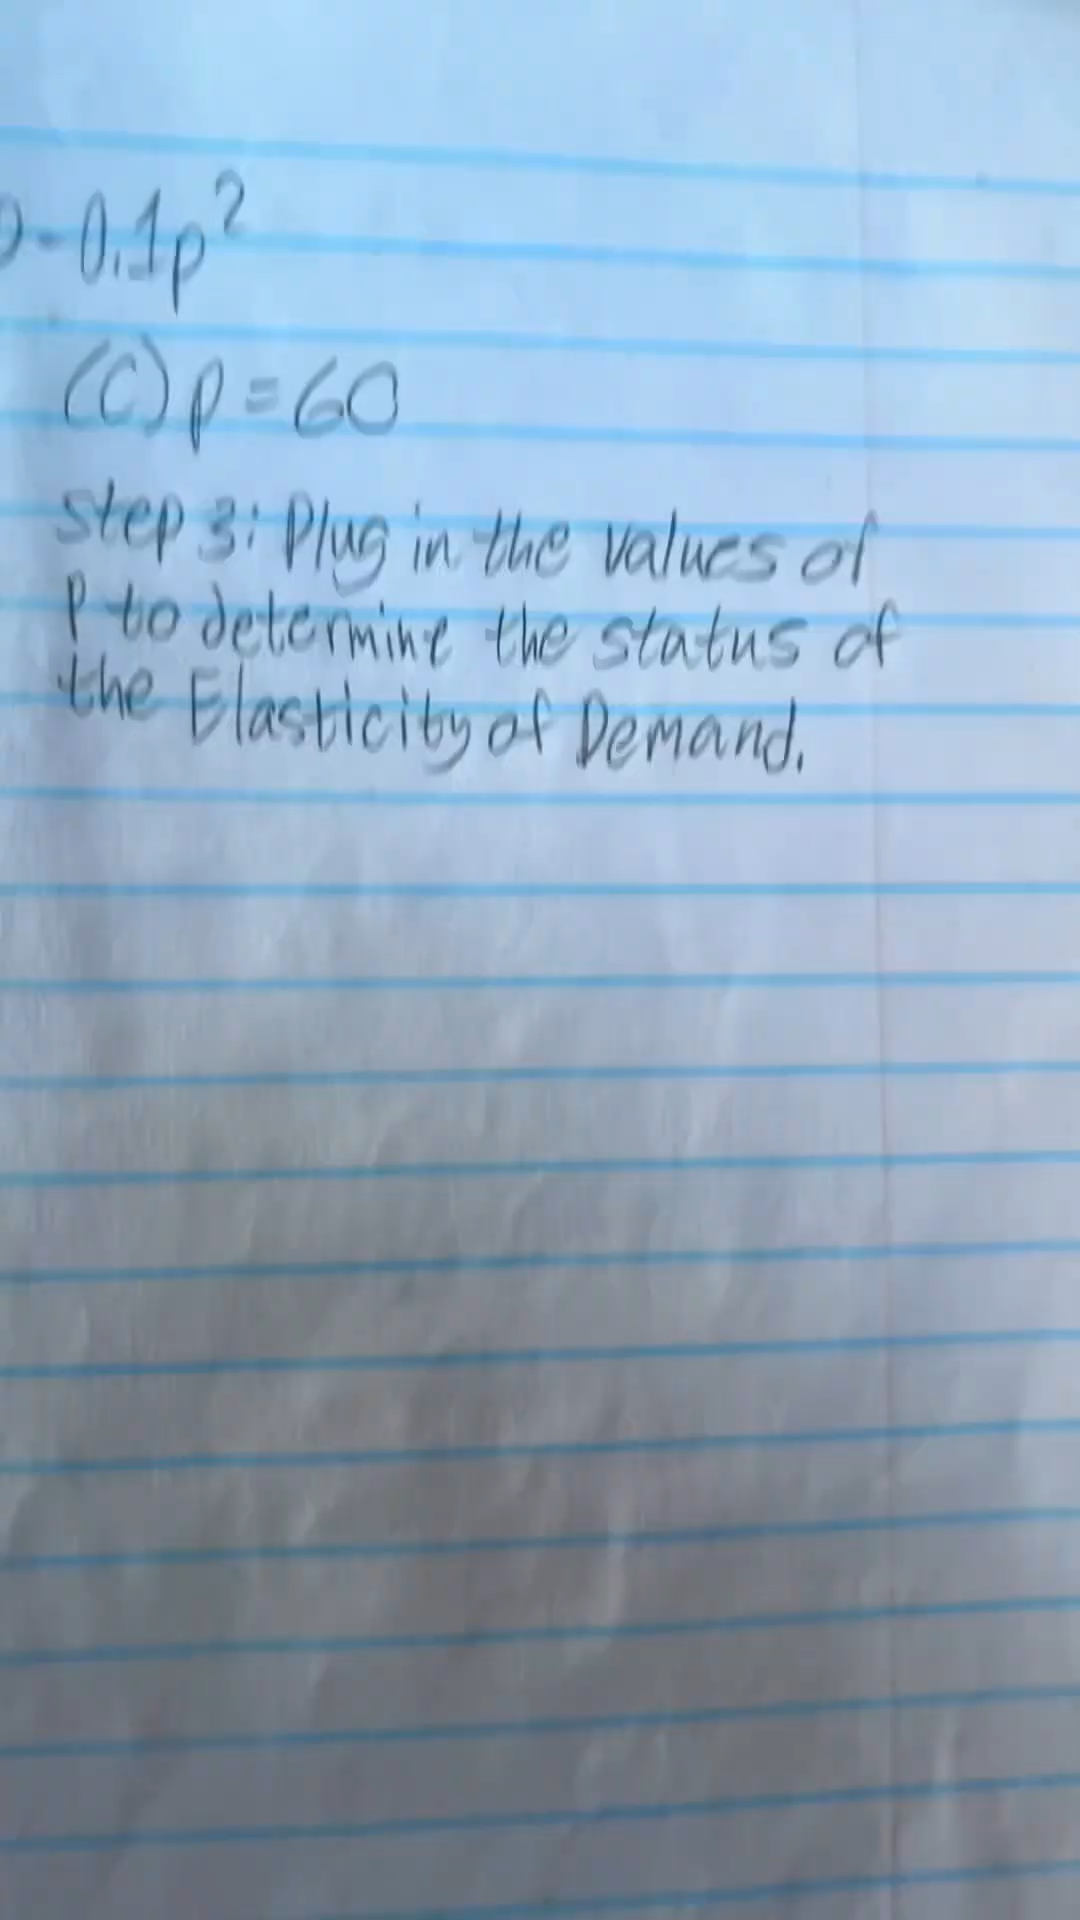 -0.1p²
(C) p = 60
step 3: Plug in the values of
P to determine the status of
the Elasticity of Demand.